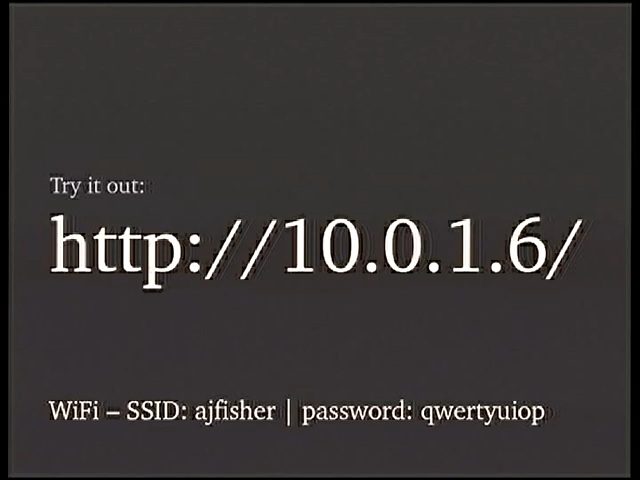 Try it out:
http://10.0.1.6/
WiFi – SSID: ajfisher | password: qwertyuiop